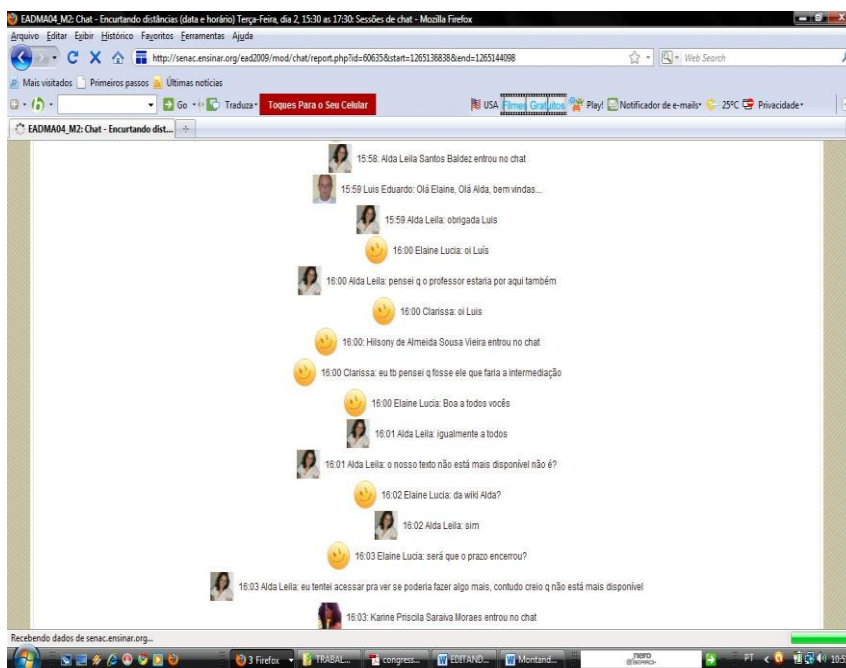 EADMA04_M2: Chat - Encurtando distâncias (data e horário) Terça-Feira, dia 2, 15:30 as 17:30: Sessões de chat - Mozilla Firefox
Arquivo Editar Exibir Histórico Favoritos Ferramentas Ajuda
http://senac.ensinar.org/ead2009/mod/chat/report.php?id=60635&start=1265136838&end=1265144098
Web Search
Mais visitados Primeiros passos Últimas notícias
Go Traduza Toques Para o Seu Celular USA Filmes Gratuitos Play! Notificador de e-mails 25ºC Privacidade
EADMA04_M2: Chat - Encurtando dist...
15:58: Alda Leila Santos Baldez entrou no chat
15:59 Luis Eduardo: Olá Elaine, Olá Alda, bem vindas...
15:59 Alda Leila: obrigada Luis
16:00 Elaine Lucia: oi Luís
16:00 Alda Leila: pensei q o professor estaria por aqui também
16:00 Clarissa: oi Luis
16:00: Hilsony de Almeida Sousa Vieira entrou no chat
16:00 Clarissa: eu tb pensei q fosse ele que faria a intermediação
16:00 Elaine Lucia: Boa a todos vocês
16:01 Alda Leila: igualmente a todos
16:01 Alda Leila: o nosso texto não está mais disponível não é?
16:02 Elaine Lucia: da wiki Alda?
16:02 Alda Leila: sim
16:03 Elaine Lucia: será que o prazo encerrou?
16:03 Alda Leila: eu tentei acessar pra ver se poderia fazer algo mais, contudo creio q não está mais disponível
16:03: Karine Priscila Saraiva Moraes entrou no chat
Recebendo dados de senac.ensinar.org...
3 Firefox TRABAL... congress... EDITAND... Montand... nero SEARCH PT 10:5